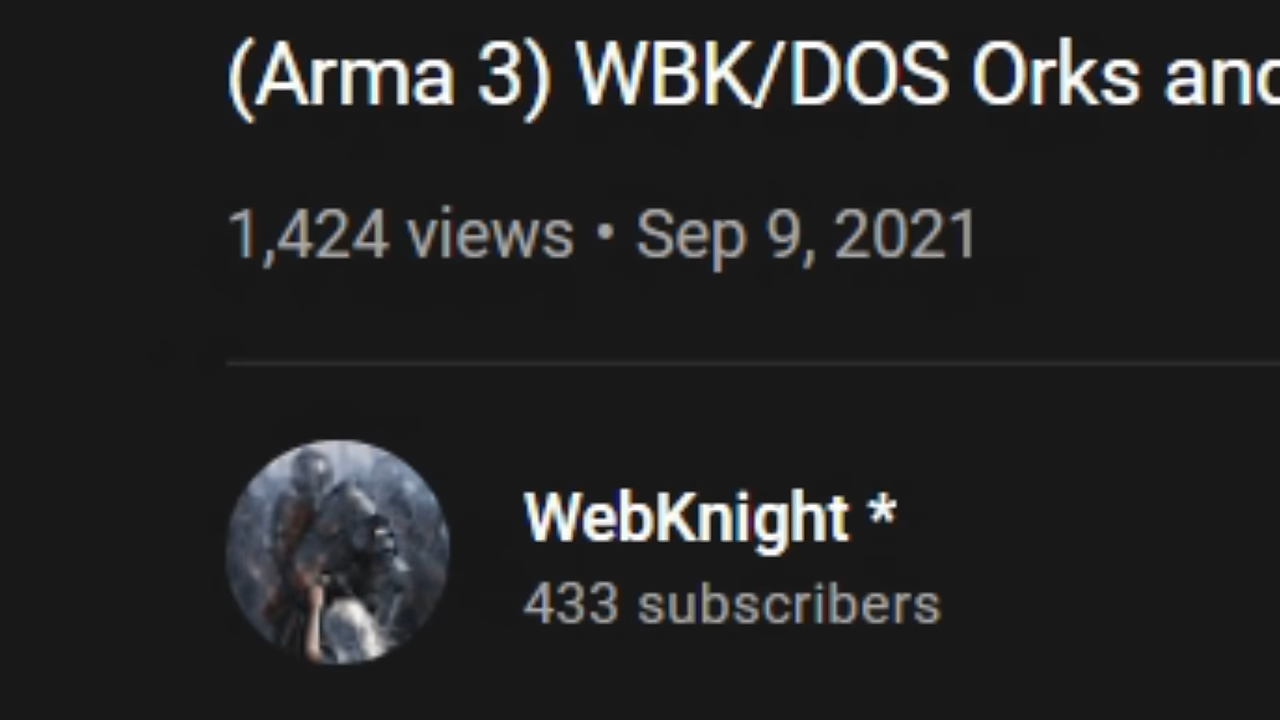 (Arma 3) WBK/DOS Orks and
1,424 views • Sep 9, 2021
WebKnight *
433 subscribers